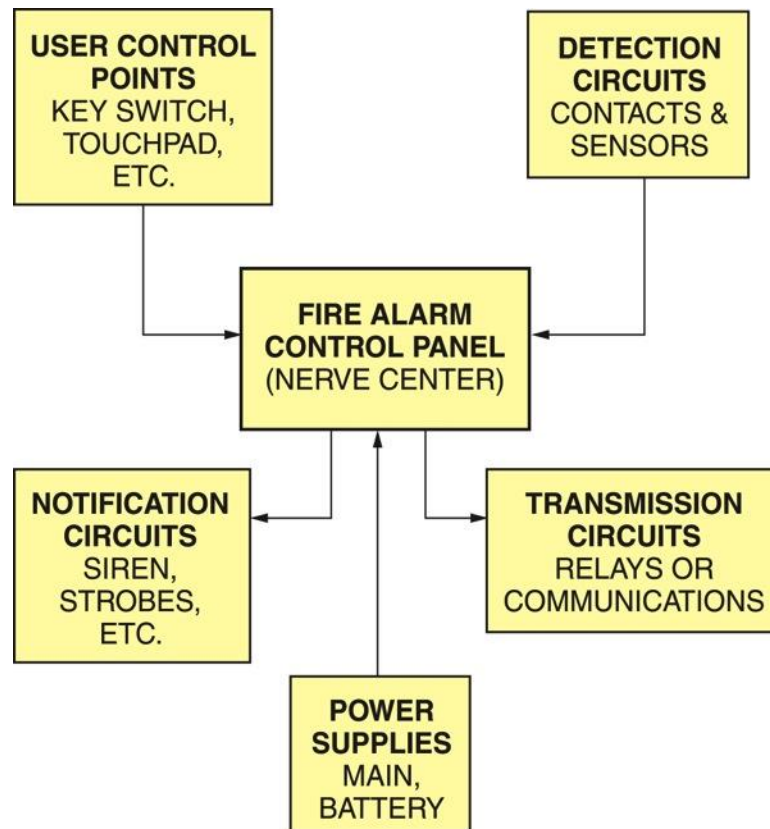 USER CONTROL
POINTS
KEY SWITCH,
TOUCHPAD,
ETC.
DETECTION
CIRCUITS
CONTACTS &
SENSORS
FIRE ALARM
CONTROL PANEL
(NERVE CENTER)
NOTIFICATION
CIRCUITS
SIREN,
STROBES,
ETC.
TRANSMISSION
CIRCUITS
RELAYS OR
COMMUNICATIONS
POWER
SUPPLIES
MAIN,
BATTERY